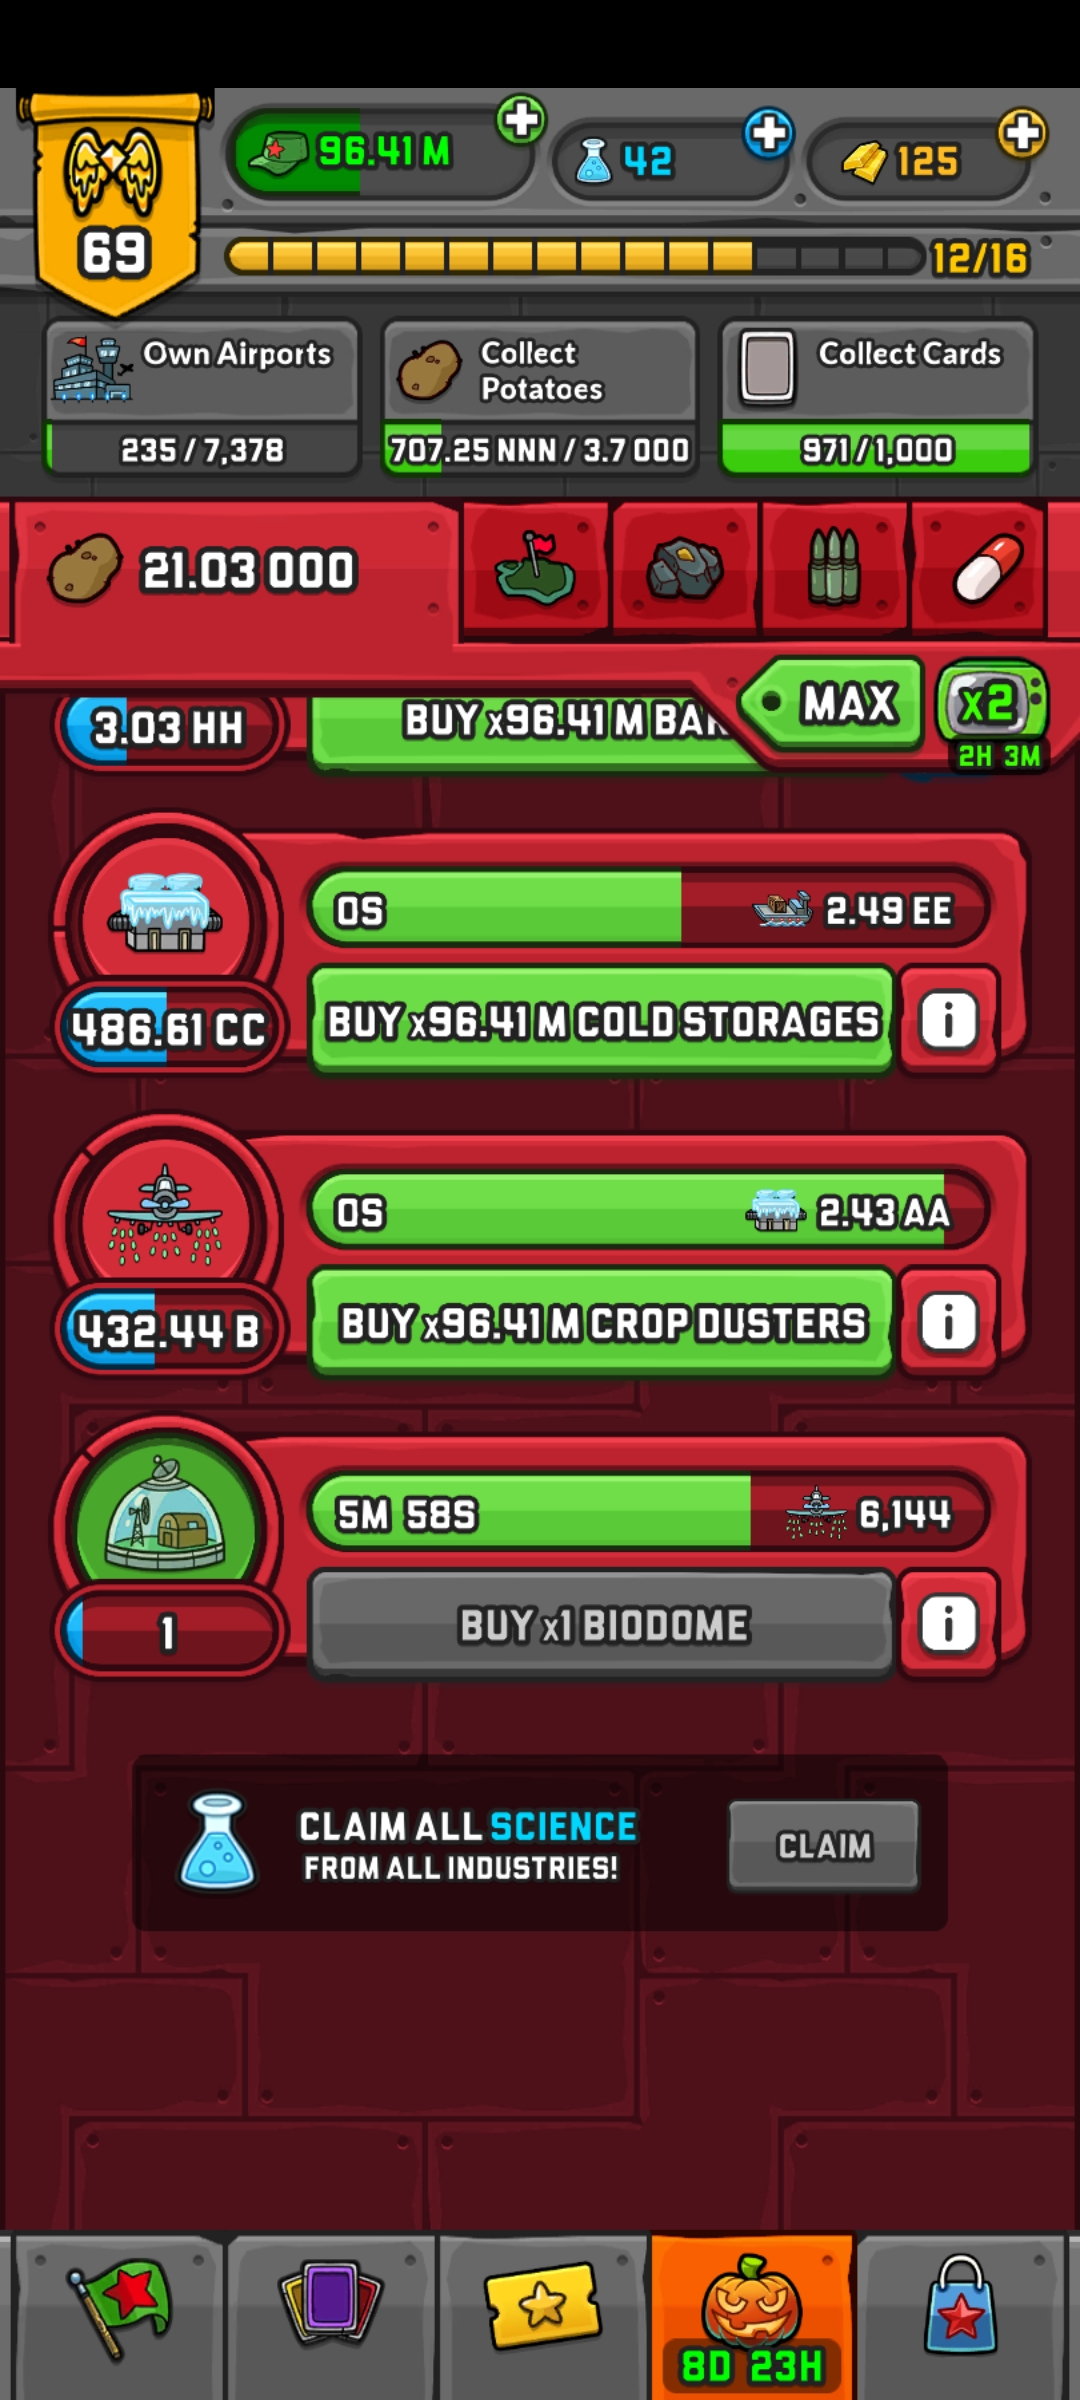 96.41 M
42
125
69
12/16
Own Airports
235 / 7,378
Collect
Potatoes
707.25 NNN / 3.7 OOO
Collect Cards
971 / 1,000
21.03 OOO
MAX
x2
2H 3M
3.03 HH
BUY x96.41 M
0S
2.49 EE
486.61 CC
BUY x96.41 M COLD STORAGES
i
0S
2.43 AA
432.44 B
BUY x96.41 M CROP DUSTERS
i
5M 58S
6,144
1
BUY x1 BIODOME
i
CLAIM ALL SCIENCE
FROM ALL INDUSTRIES!
CLAIM
8D 23H